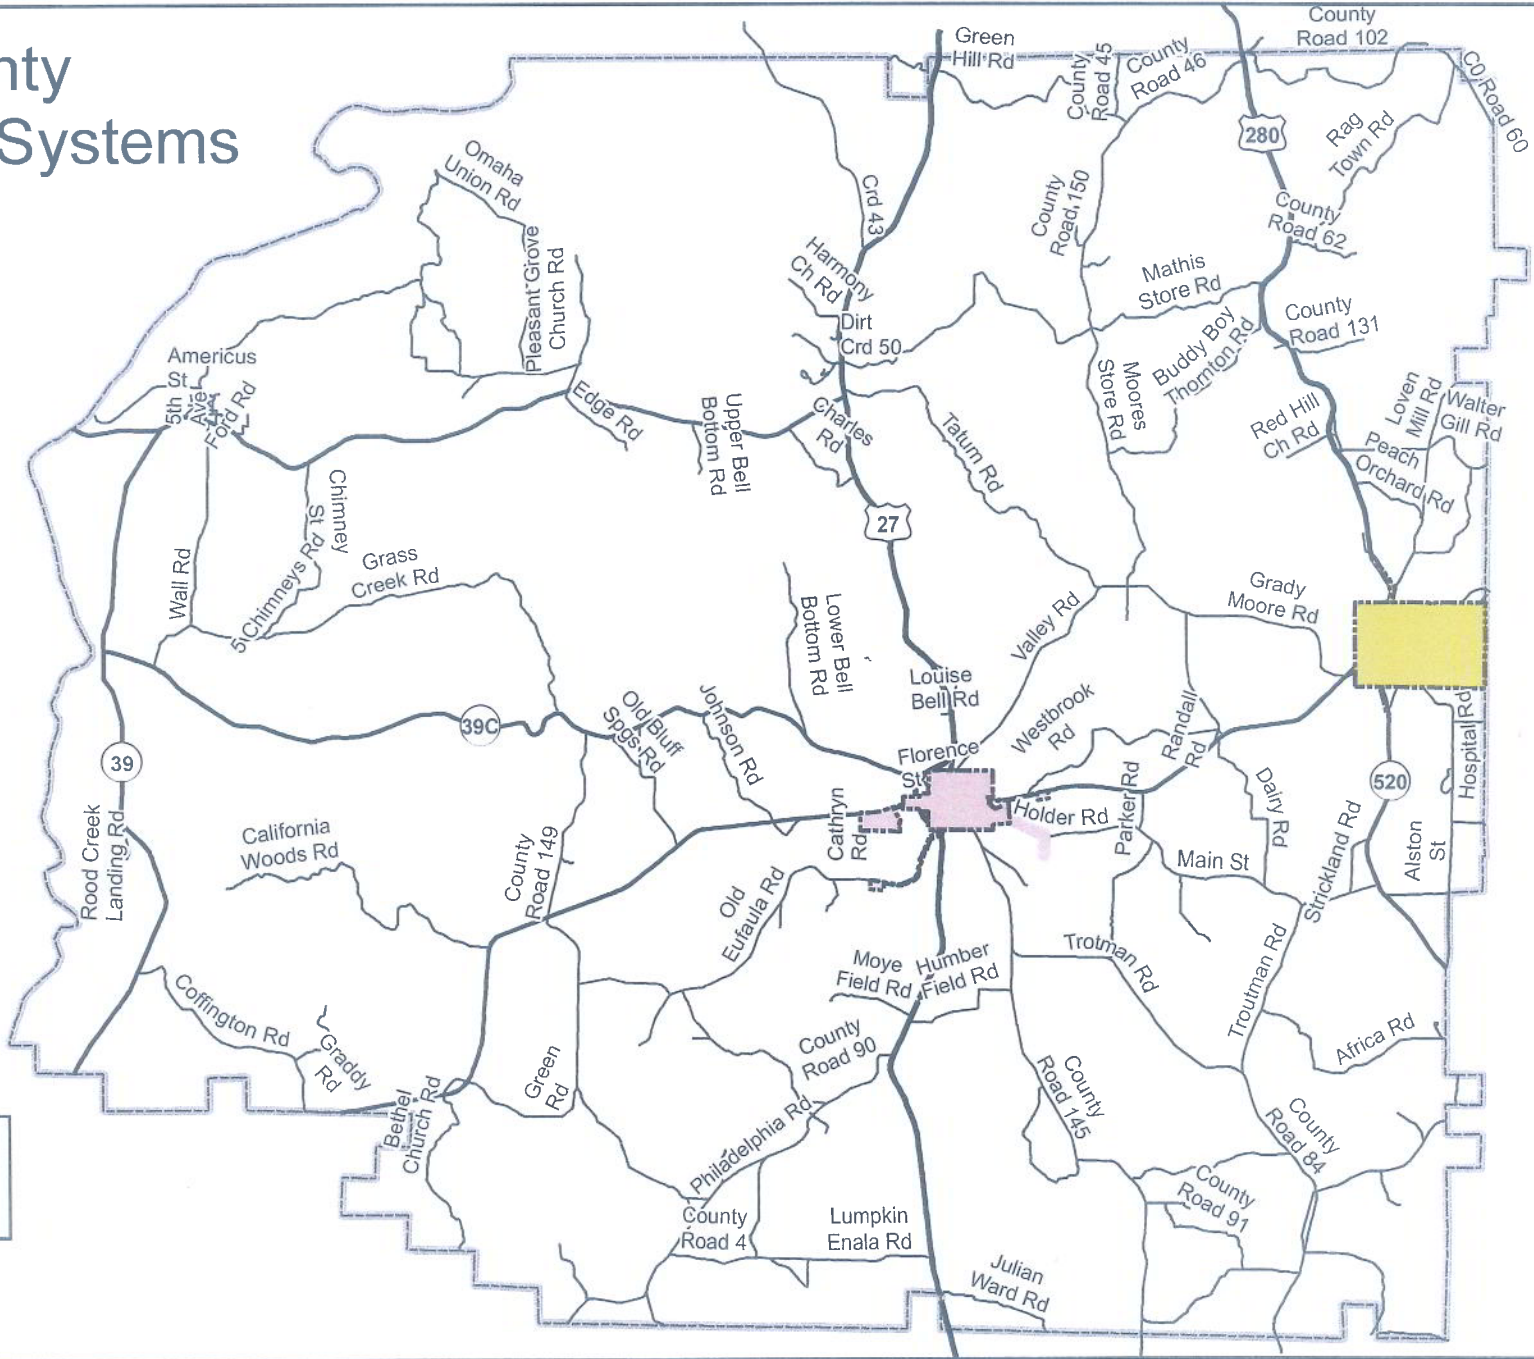 nty
Systems
County
Road 102
C0 Road 60
Green
Hill Rd
County
Road 45
County
Road 46
280
Rag
Town Rd
Omaha
Union Rd
Crd 43
County
Road 150
County
Road 62
Pleasant Grove
Church Rd
Harmony
Ch Rd
Mathis
Store Rd
Dirt
Crd 50
County
Road 131
Buddy Boy
Thornton Rd
Americus
St
5th
Ave
Ford Rd
Edge Rd
Upper Bell
Bottom Rd
Charles
Rd
Tatum Rd
Moores
Store Rd
Red Hill
Ch Rd
Loven
Mill Rd
Walter
Gill Rd
Peach
Orchard Rd
Chimney
St
27
Wall Rd
5 Chimneys Rd
Grass
Creek Rd
Lower Bell
Bottom Rd
Valley Rd
Grady
Moore Rd
Louise
Bell Rd
39C
Old Bluff
Spgs Rd
Johnson Rd
Florence
St
Westbrook
Rd
Randall
Rd
Hospital Rd
39
520
Rood Creek
Landing Rd
California
Woods Rd
County
Road 149
Cathryn
Rd
Holder Rd
Parker Rd
Dairy Rd
Main St
Strickland Rd
Alston
St
Old
Eufaula Rd
Moye
Field Rd
Humber
Field Rd
Trotman Rd
Troutman Rd
Africa Rd
Coffington Rd
Graddy
Rd
Green
Rd
County
Road 90
County
Road 145
Bethel
Church Rd
Philadelphia Rd
County
Road 84
County
Road 91
County
Road 4
Lumpkin
Enala Rd
Julian
Ward Rd